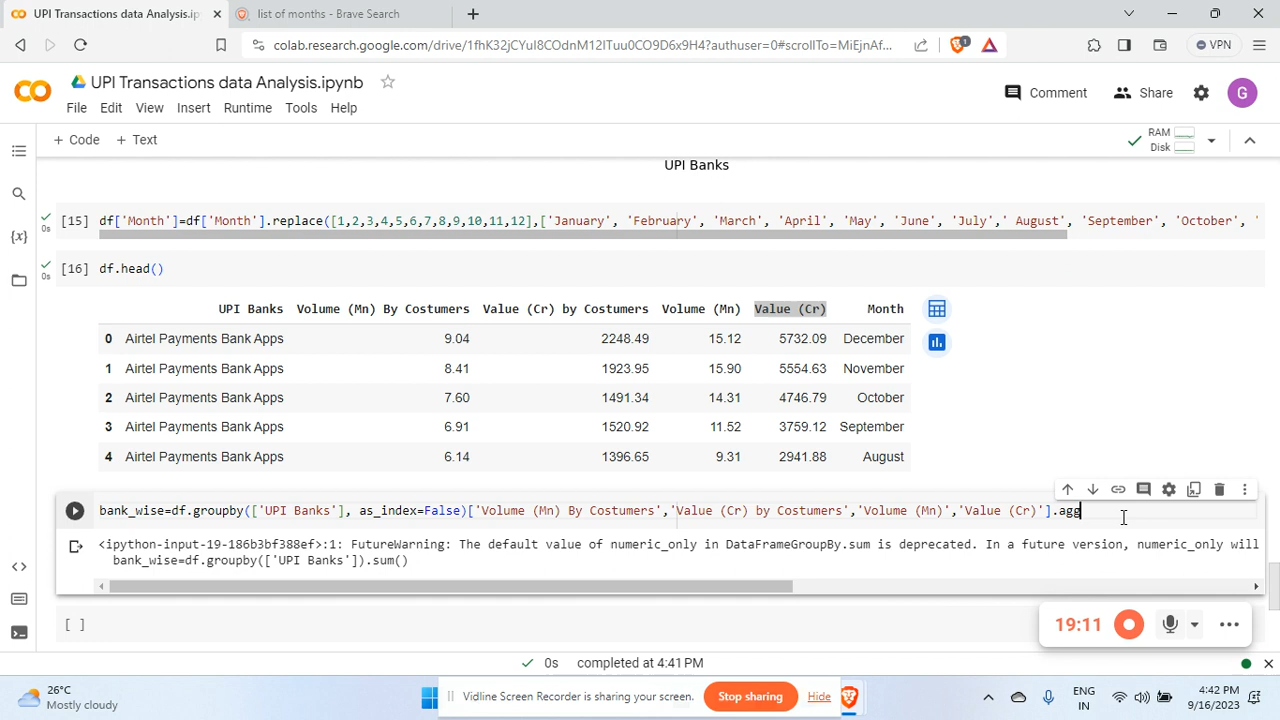 UPI Transactions data Analysis.ipynb
list of months - Brave Search
colab.research.google.com/drive/1fhK32jCYuI8COdnM12ITuu0CO9D6x9H4?authuser=0#scrollTo=MiEjnAf...
VPN
UPI Transactions data Analysis.ipynb
File Edit View Insert Runtime Tools Help
Comment Share G
+ Code + Text
RAM
Disk
UPI Banks
[15] df['Month']=df['Month'].replace([1,2,3,4,5,6,7,8,9,10,11,12],['January', 'February', 'March', 'April', 'May', 'June', 'July',' August', 'September', 'October', '
0s
[16] df.head()
0s
UPI Banks Volume (Mn) By Costumers Value (Cr) by Costumers Volume (Mn) Value (Cr) Month
0 Airtel Payments Bank Apps 9.04 2248.49 15.12 5732.09 December
1 Airtel Payments Bank Apps 8.41 1923.95 15.90 5554.63 November
2 Airtel Payments Bank Apps 7.60 1491.34 14.31 4746.79 October
3 Airtel Payments Bank Apps 6.91 1520.92 11.52 3759.12 September
4 Airtel Payments Bank Apps 6.14 1396.65 9.31 2941.88 August
bank_wise=df.groupby(['UPI Banks'], as_index=False)['Volume (Mn) By Costumers','Value (Cr) by Costumers','Volume (Mn)','Value (Cr)'].agg
<ipython-input-19-186b3bf388ef>:1: FutureWarning: The default value of numeric_only in DataFrameGroupBy.sum is deprecated. In a future version, numeric_only will
bank_wise=df.groupby(['UPI Banks']).sum()
[ ]
19:11
0s completed at 4:41 PM
26°C
Mostly cloudy
Vidline Screen Recorder is sharing your screen. Stop sharing Hide
ENG
IN
4:42 PM
9/16/2023